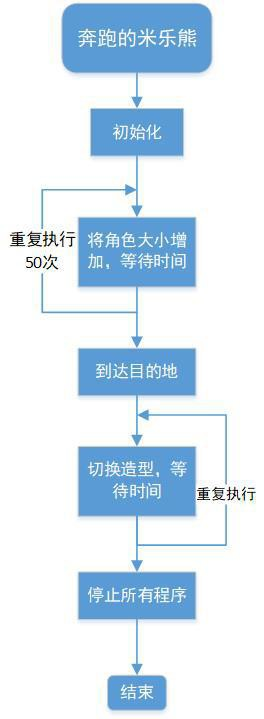 奔跑的米乐熊
初始化
重复执行
50次
将角色大小增
加，等待时间
到达目的地
切换造型，等
待时间
重复执行
停止所有程序
结束